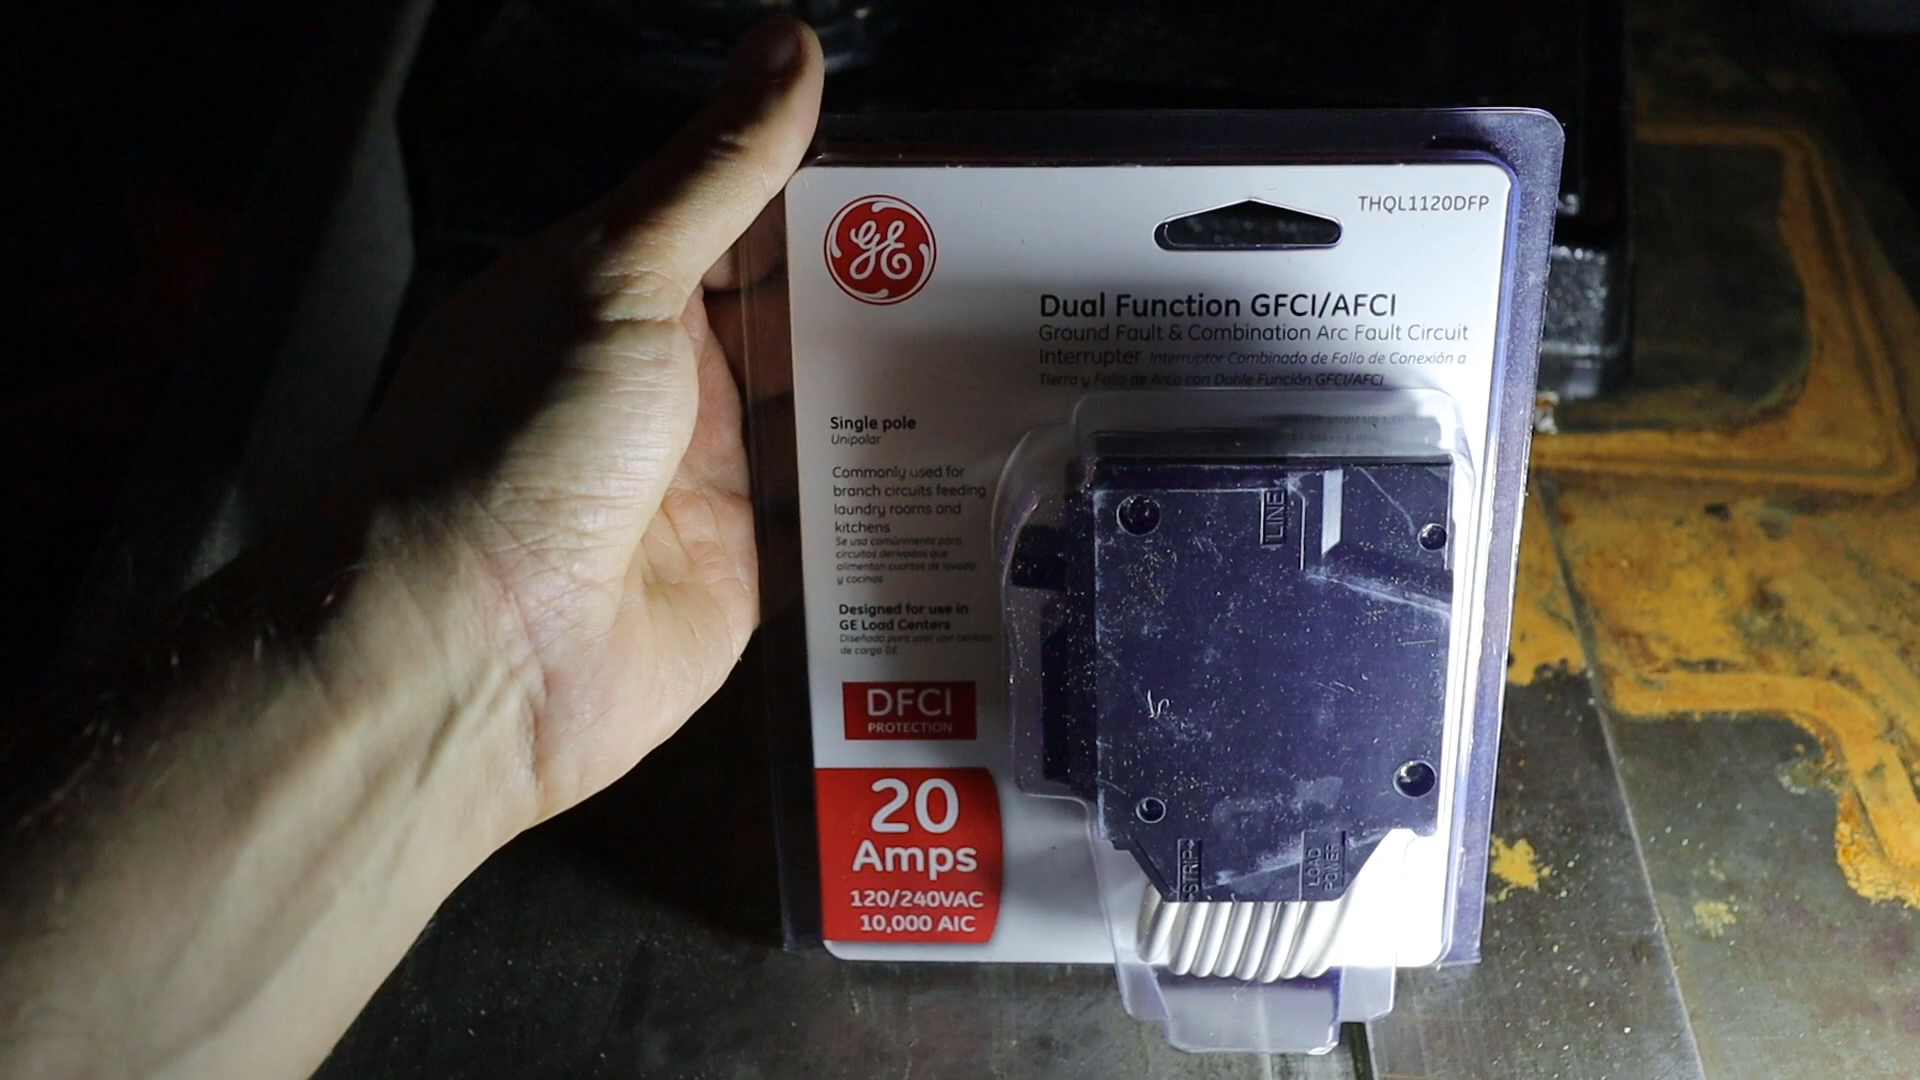 GE
THQL1120DFP
Dual Function GFCI/AFCI
Ground Fault & Combination Arc Fault Circuit
Interrupter Interruptor Combinado de Fallo de Conexión a
Tierra y Fallo de Arco con Doble Función GFCI/AFCI
Single pole
Unipolar
Commonly used for
branch circuits feeding
laundry rooms and
kitchens
Se usa comúnmente para
circuitos derivados que
alimentan cuartos de lavado
y cocinas
Designed for use in
GE Load Centers
Diseñado para usar con centros
de carga GE
DFCI
PROTECTION
20
Amps
120/240VAC
10,000 AIC
LINE
STRIP
LOAD
POWER